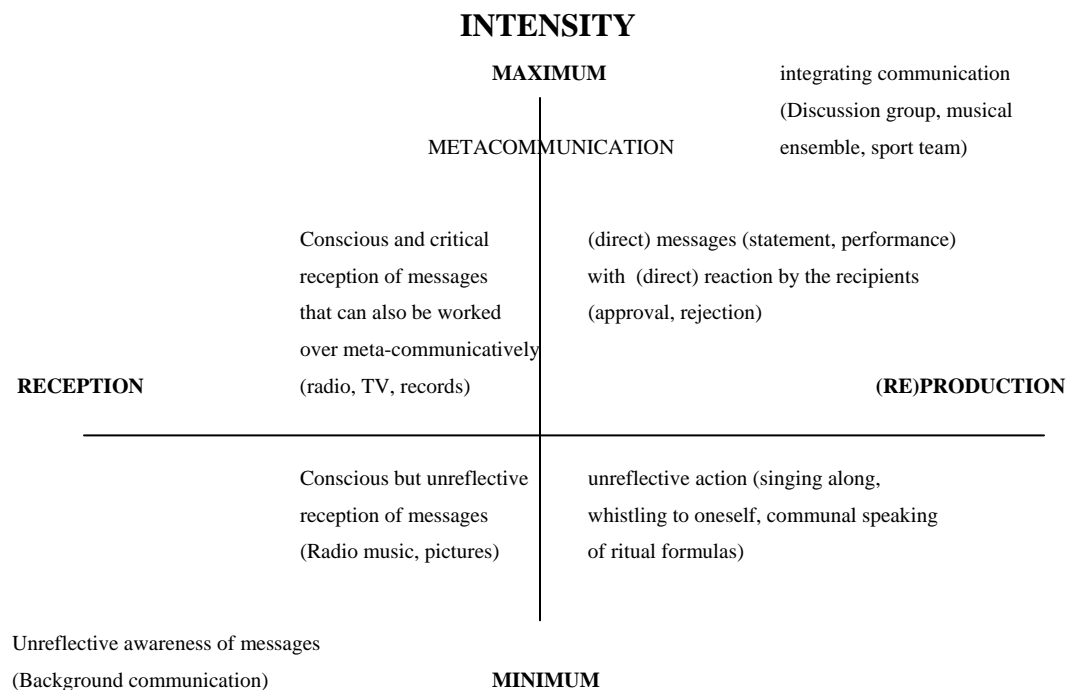 INTENSITY
MAXIMUM
integrating communication
(Discussion group, musical
ensemble, sport team)
METACOMMUNICATION
Conscious and critical
reception of messages
that can also be worked
over meta-communicatively
(radio, TV, records)
(direct) messages (statement, performance)
with (direct) reaction by the recipients
(approval, rejection)
RECEPTION
(RE)PRODUCTION
Conscious but unreflective
reception of messages
(Radio music, pictures)
unreflective action (singing along,
whistling to oneself, communal speaking
of ritual formulas)
Unreflective awareness of messages
(Background communication)
MINIMUM